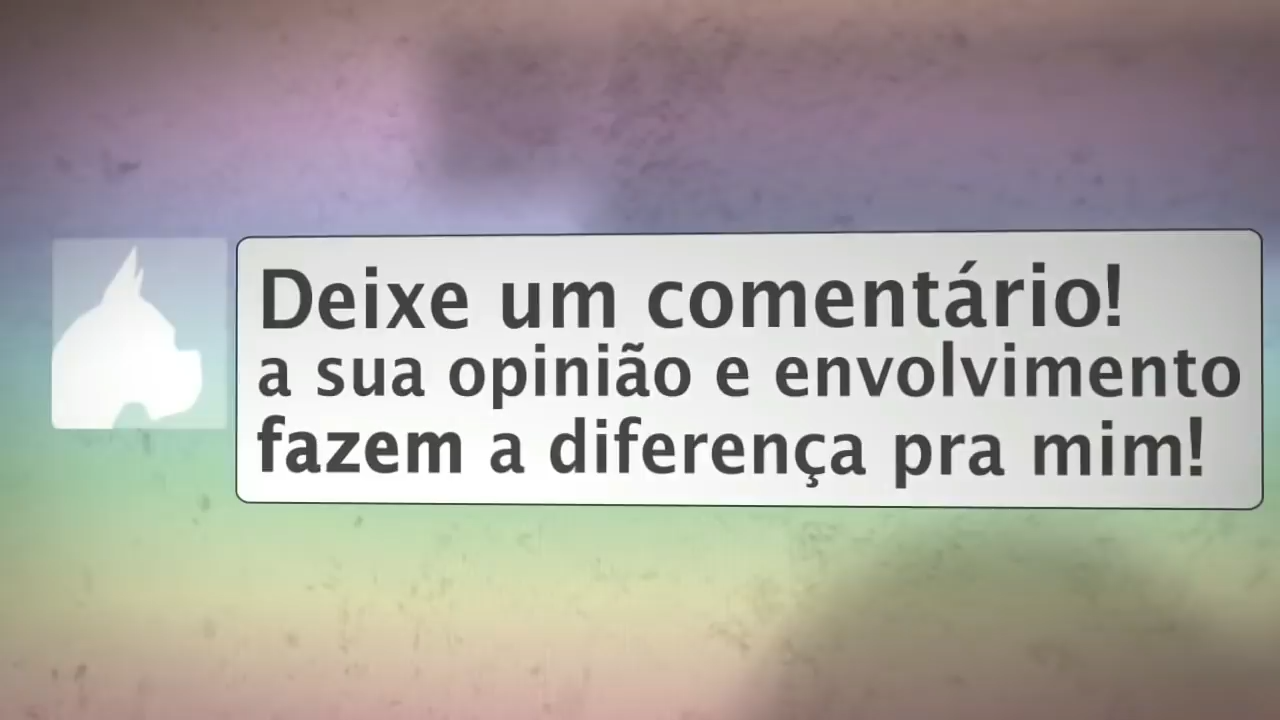 Deixe um comentário!
a sua opinião e envolvimento
fazem a diferença pra mim!